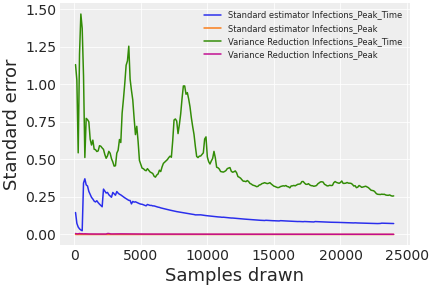 Standard estimator Infections_Peak_Time
Standard estimator Infections_Peak
Variance Reduction Infections_Peak_Time
Variance Reduction Infections_Peak
Standard error
1.50
1.25
1.00
0.75
0.50
0.25
0.00
0 5000 10000 15000 20000 25000
Samples drawn